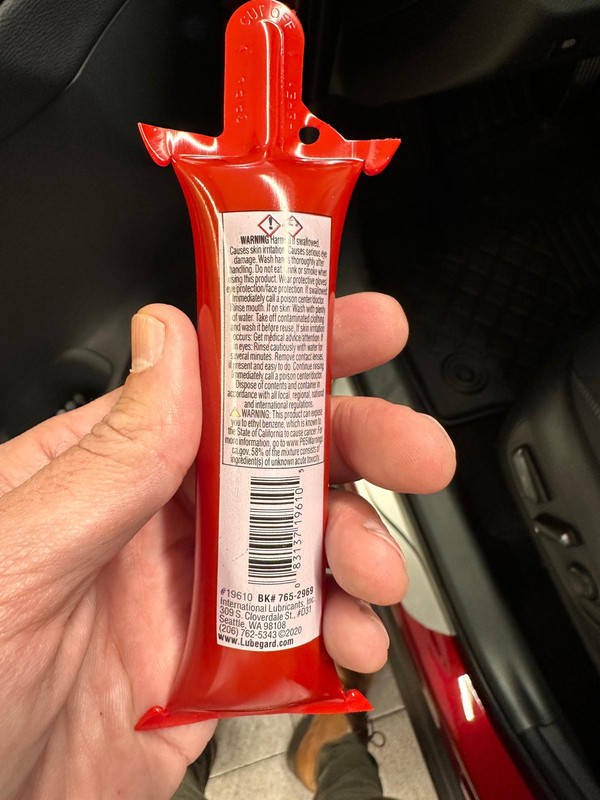 CUT OFF
WARNING Harmful if swallowed.
Causes skin irritation. Causes serious eye
damage. Wash hands thoroughly after
handling. Do not eat, drink or smoke when
using this product. Wear protective gloves/
eye protection/face protection. If swallowed:
Immediately call a poison center/doctor.
Rinse mouth. If on skin: Wash with plenty
of water. Take off contaminated clothing
and wash it before reuse. If skin irritation
occurs: Get medical advice/attention. If
in eyes: Rinse cautiously with water for
several minutes. Remove contact lenses,
if present and easy to do. Continue rinsing.
Immediately call a poison center/doctor.
Dispose of contents and container in
accordance with all local, regional, national
and international regulations.
WARNING: This product can expose
you to ethyl benzene, which is known to
the State of California to cause cancer. For
more information, go to www.P65Warnings.
ca.gov. 58% of the mixture consists of
ingredient(s) of unknown acute toxicity.
0 83137 19610 5
#19610 BK# 765-2969
International Lubricants, Inc.
309 S. Cloverdale St., #D31
Seattle, WA 98108
(206) 762-5343 ©2020
www.Lubegard.com